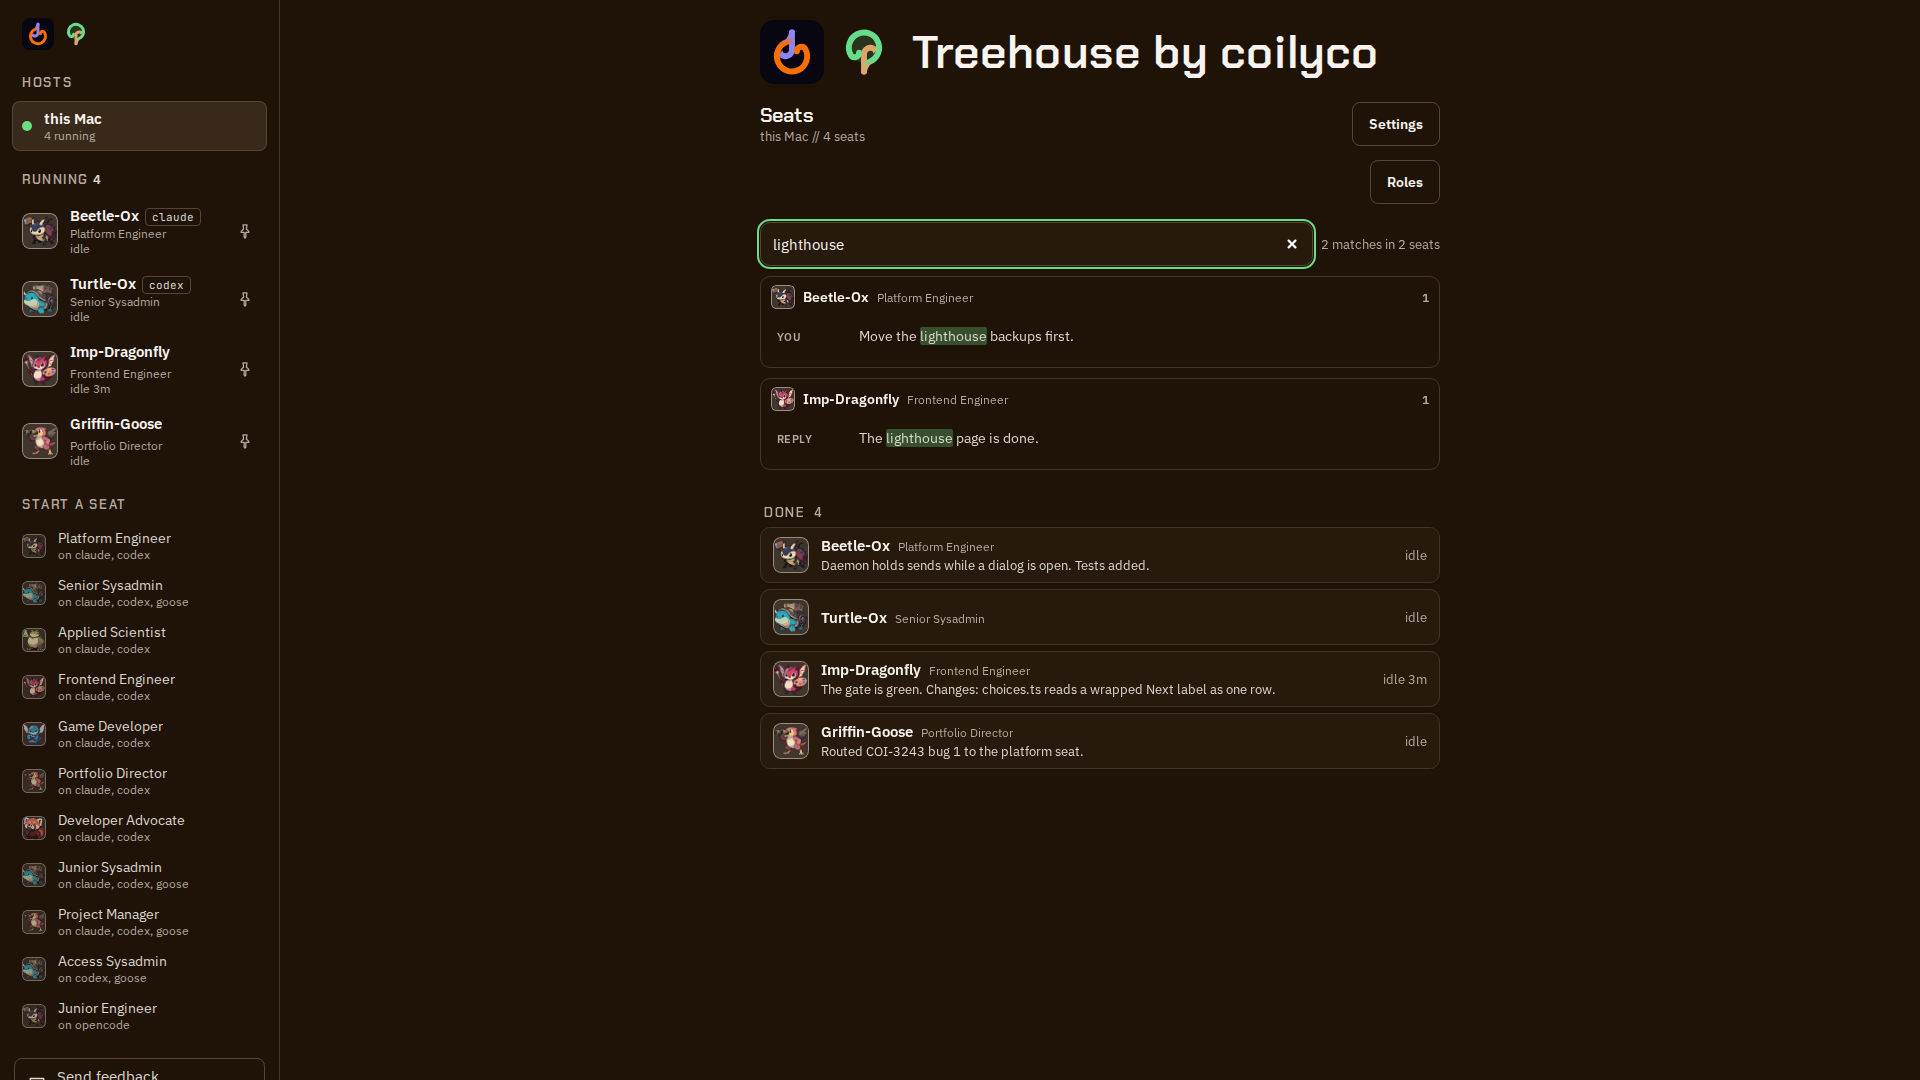 HOSTS
this Mac
4 running
RUNNING 4
Beetle-Ox claude
Platform Engineer
idle
Turtle-Ox codex
Senior Sysadmin
idle
Imp-Dragonfly
Frontend Engineer
idle 3m
Griffin-Goose
Portfolio Director
idle
START A SEAT
Platform Engineer
on claude, codex
Senior Sysadmin
on claude, codex, goose
Applied Scientist
on claude, codex
Frontend Engineer
on claude, codex
Game Developer
on claude, codex
Portfolio Director
on claude, codex
Developer Advocate
on claude, codex
Junior Sysadmin
on claude, codex, goose
Project Manager
on claude, codex, goose
Access Sysadmin
on codex, goose
Junior Engineer
on opencode
Send feedback
Treehouse by coilyco
Seats
this Mac // 4 seats
Settings
Roles
lighthouse
2 matches in 2 seats
Beetle-Ox Platform Engineer 1
YOU Move the lighthouse backups first.
Imp-Dragonfly Frontend Engineer 1
REPLY The lighthouse page is done.
DONE 4
Beetle-Ox Platform Engineer
Daemon holds sends while a dialog is open. Tests added.
idle
Turtle-Ox Senior Sysadmin
idle
Imp-Dragonfly Frontend Engineer
The gate is green. Changes: choices.ts reads a wrapped Next label as one row.
idle 3m
Griffin-Goose Portfolio Director
Routed COI-3243 bug 1 to the platform seat.
idle